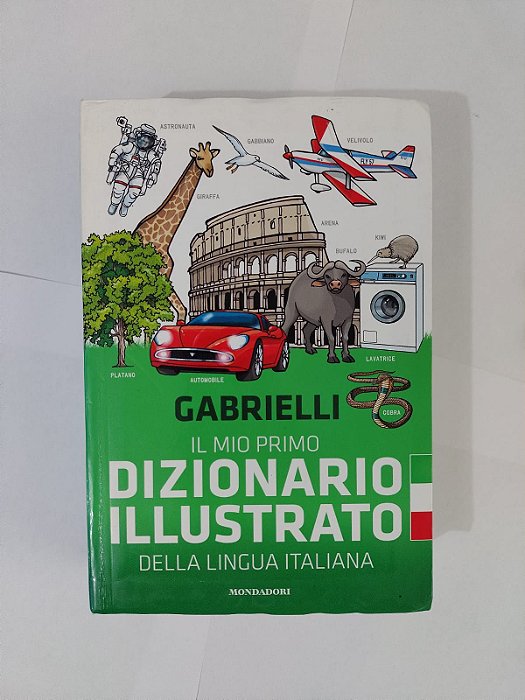 ASTRONAUTA
GABBIANO
VELIVOLO
GIRAFFA
ARENA
KIWI
BUFALO
LAVATRICE
PLATANO
AUTOMOBILE
COBRA
GABRIELLI
IL MIO PRIMO
DIZIONARIO
ILLUSTRATO
DELLA LINGUA ITALIANA
MONDADORI